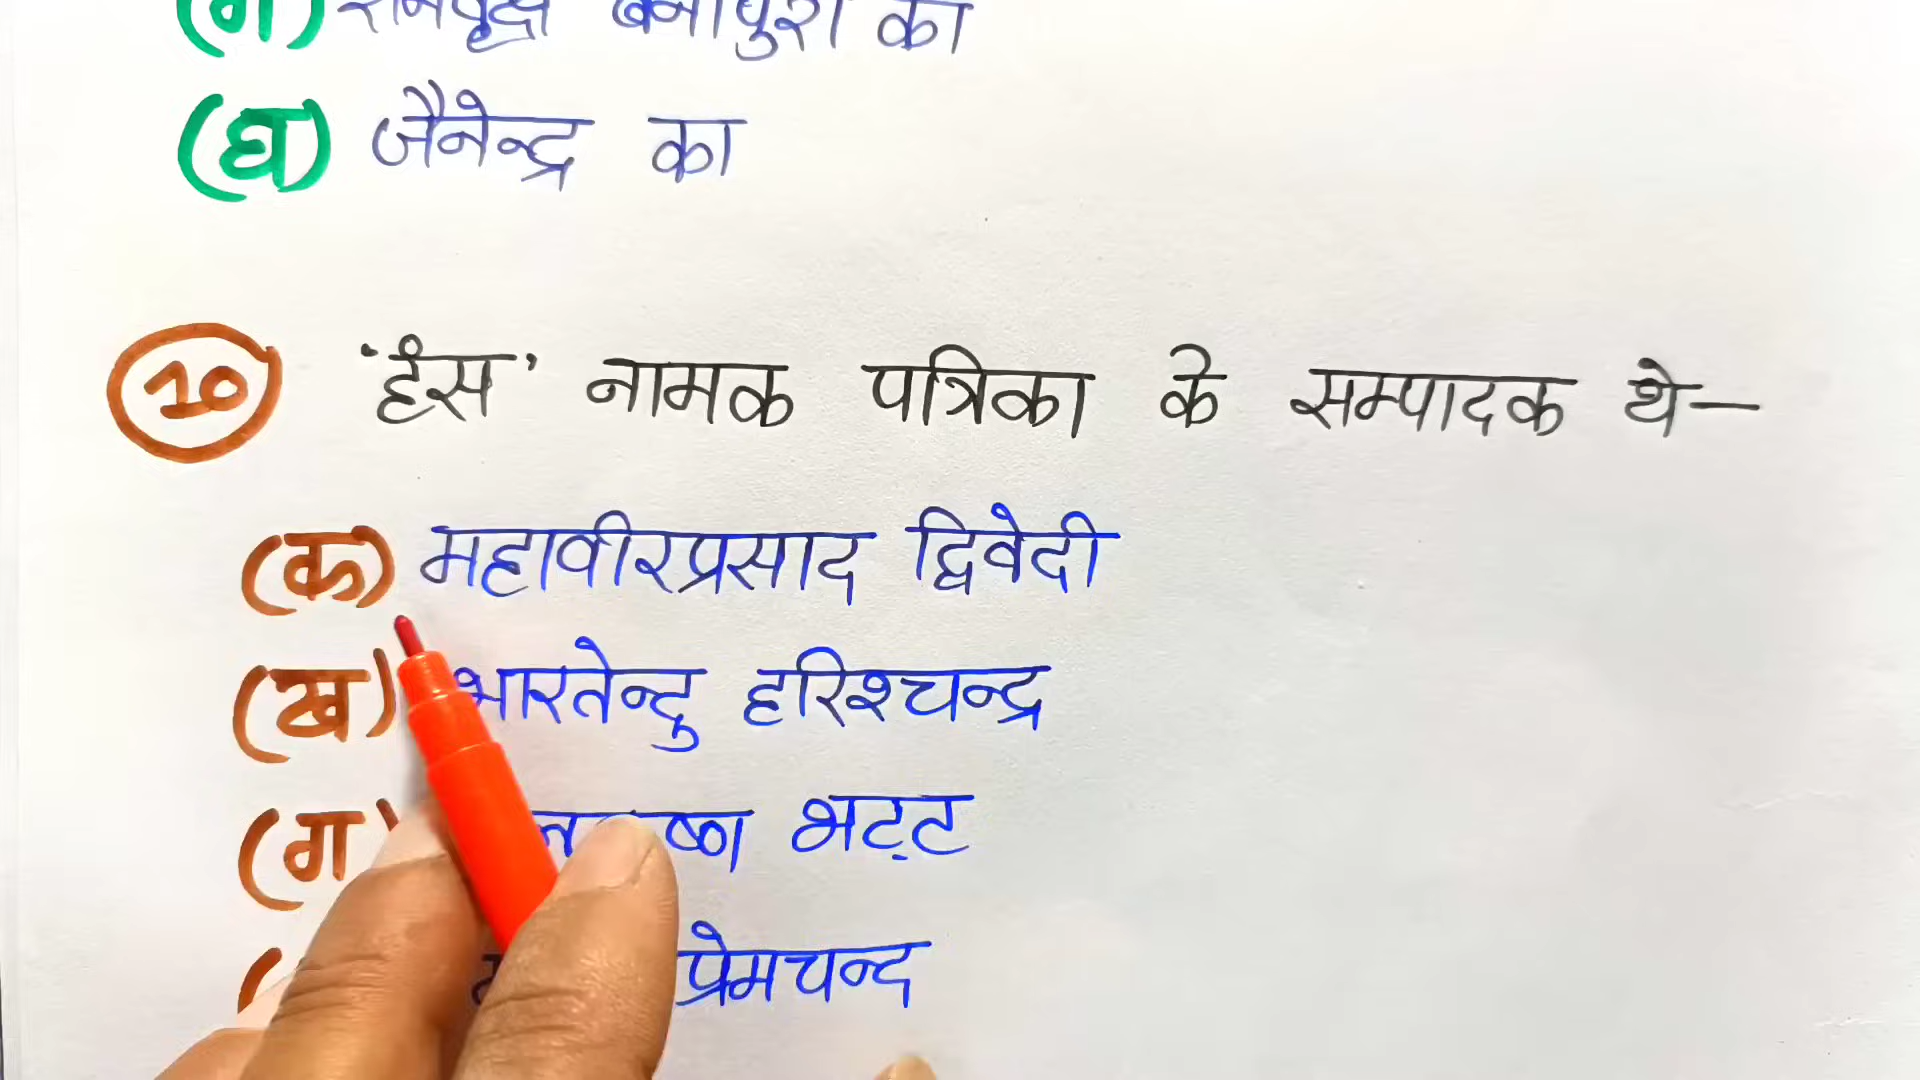 (ग) का
(घ) जैनेन्द्र का
10 'हंस' नामक पत्रिका के सम्पादक थे—
(क) महावीरप्रसाद द्विवेदी
(ख) भारतेन्दु हरिश्चन्द्र
(ग) भट्ट
प्रेमचन्द